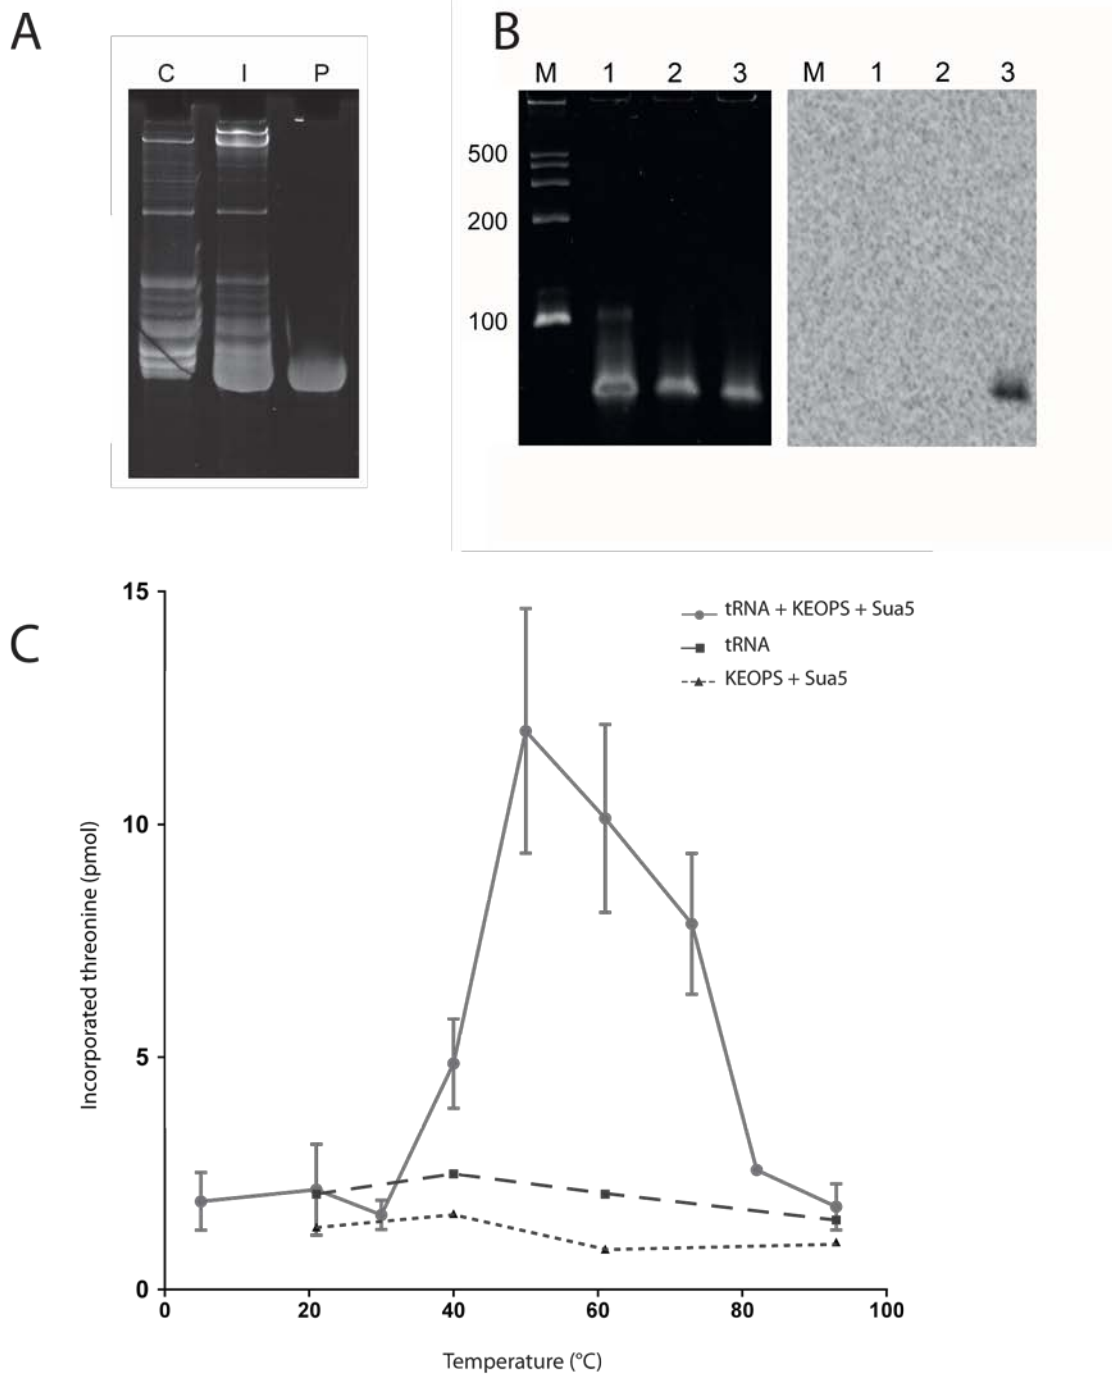 A
B
C I P
M 1 2 3
M 1 2 3
500
200
100
C
15
10
5
0
tRNA + KEOPS + Sua5
tRNA
KEOPS + Sua5
Incorporated threonine (pmol)
0 20 40 60 80 100
Temperature (°C)